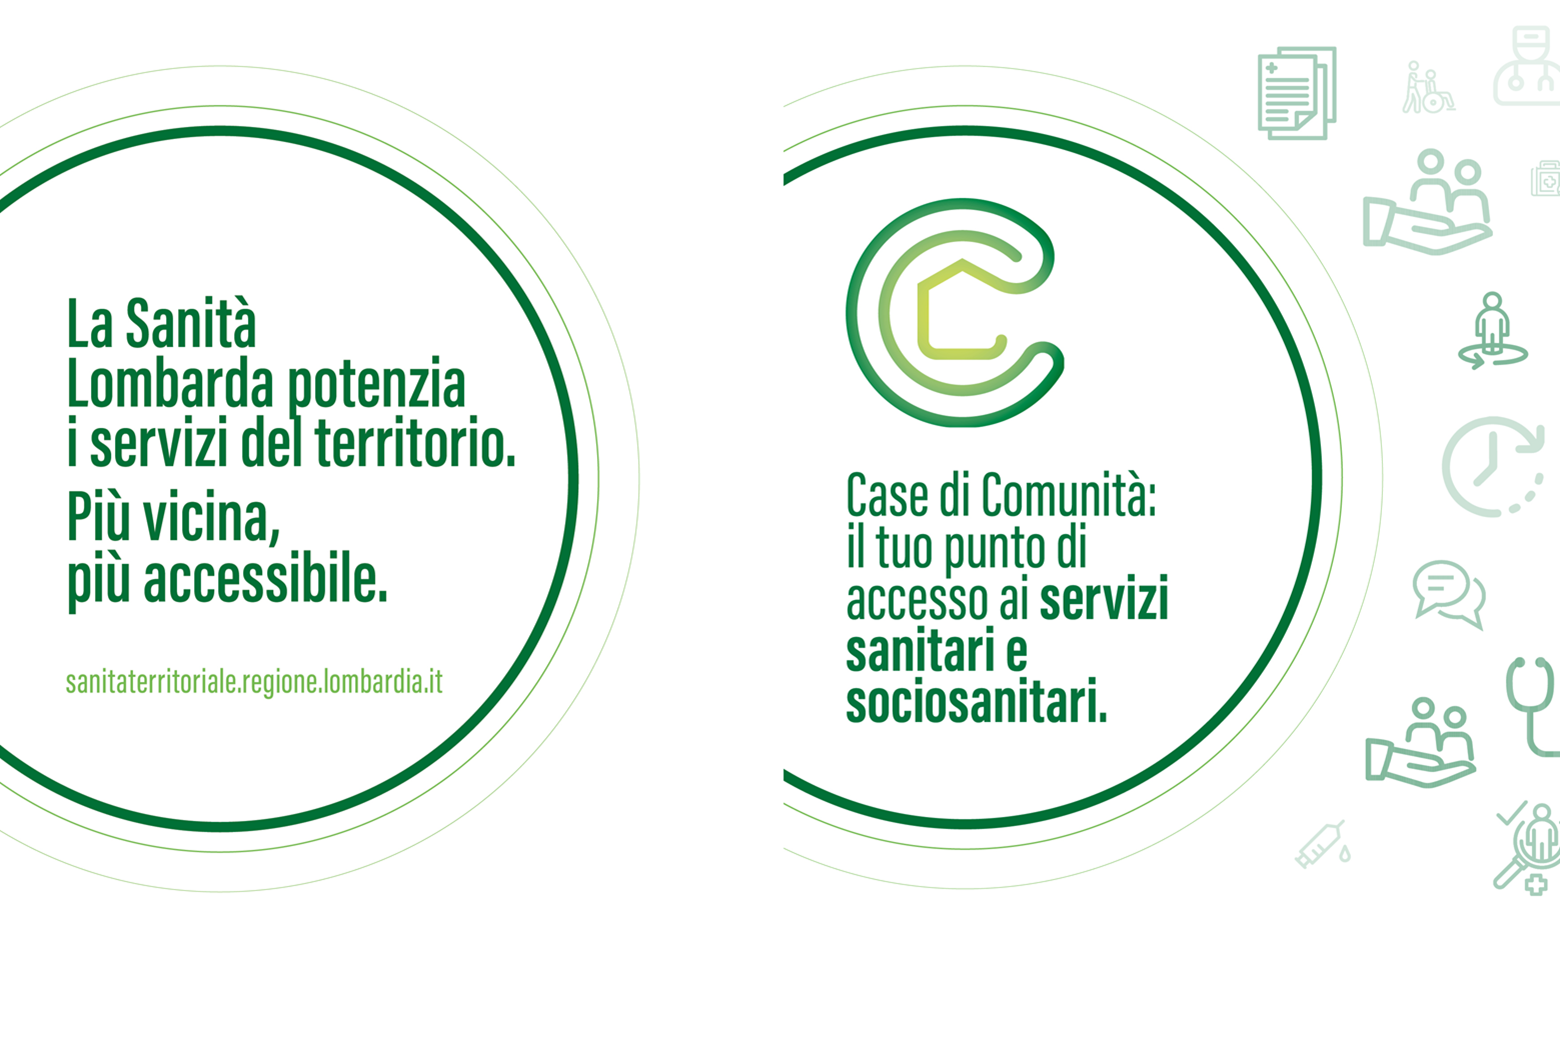 La Sanità
Lombarda potenzia
i servizi del territorio.
Più vicina,
più accessibile.
sanitaterritoriale.regione.lombardia.it
Case di Comunità:
il tuo punto di
accesso ai servizi
sanitari e
sociosanitari.